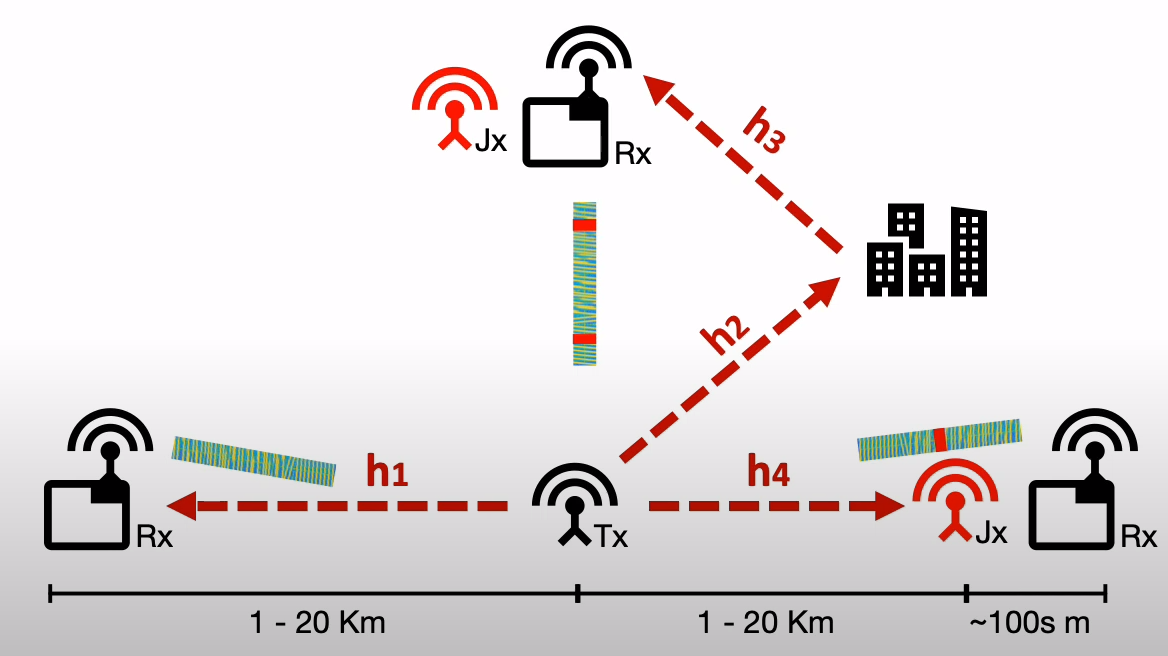 Jx
Rx
h3
h2
h1
h4
Rx
Tx
Jx
Rx
1 - 20 Km
1 - 20 Km
~100s m